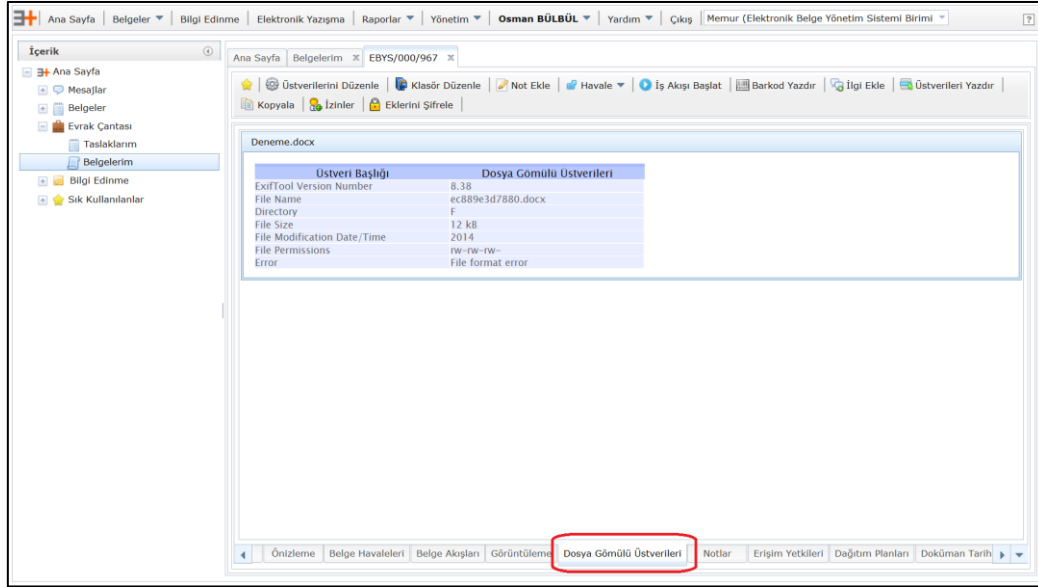 Ana Sayfa Belgeler Bilgi Edinme Elektronik Yazışma Raporlar Yönetim Osman BÜLBÜL Yardım Çıkış Memur (Elektronik Belge Yönetim Sistemi Birimi ?
İçerik
Ana Sayfa
Mesajlar
Belgeler
Evrak Çantası
Taslaklarım
Belgelerim
Bilgi Edinme
Sık Kullanılanlar
Ana Sayfa Belgelerim x EBYS/000/967 x
Üstverilerini Düzenle Klasör Düzenle Not Ekle Havale İş Akışı Başlat Barkod Yazdır İlgi Ekle Üstverileri Yazdır
Kopyala İzinler Eklerini Şifrele
Deneme.docx
Üstveri Başlığı Dosya Gömülü Üstverileri
ExifTool Version Number 8.38
File Name ec889e3d7880.docx
Directory F
File Size 12 kB
File Modification Date/Time 2014
File Permissions rw-rw-rw-
Error File format error
Önizleme Belge Havaleleri Belge Akışları Görüntüleme Dosya Gömülü Üstverileri Notlar Erişim Yetkileri Dağıtım Planları Doküman Tarih